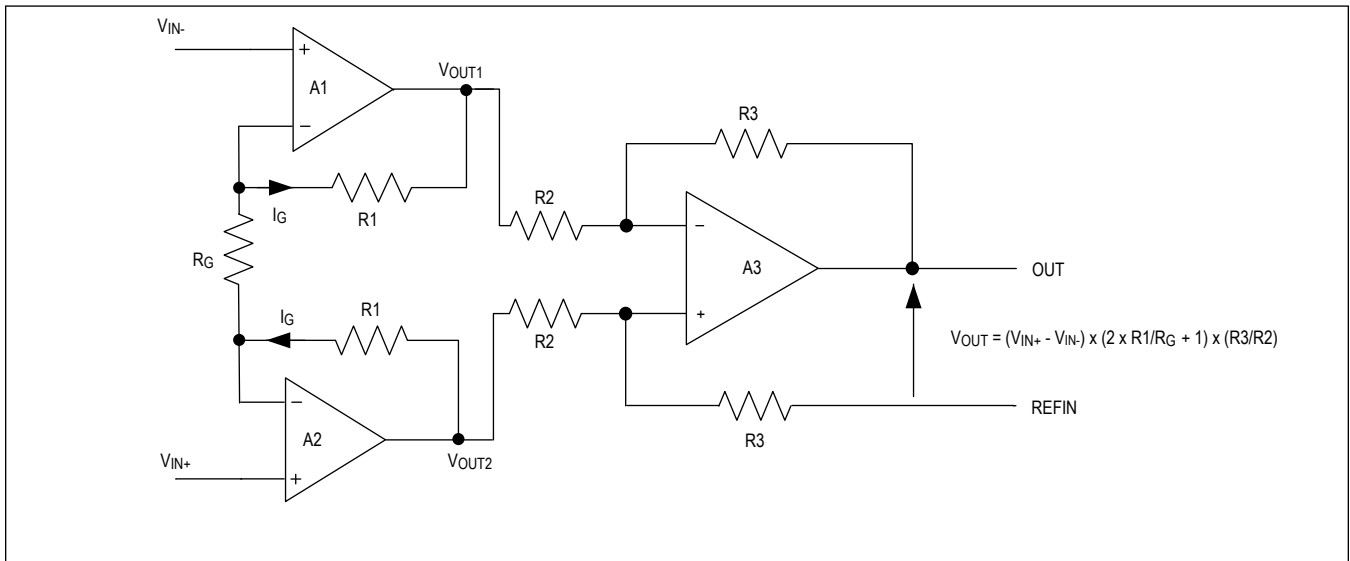 VIN-
+
A1
−
VOUT1
IG
R1
RG
R2
R3
−
A3
+
OUT
IG
R1
R2
VOUT = (VIN+ - VIN-) x (2 x R1/RG + 1) x (R3/R2)
−
A2
+
VIN+
VOUT2
R3
REFIN